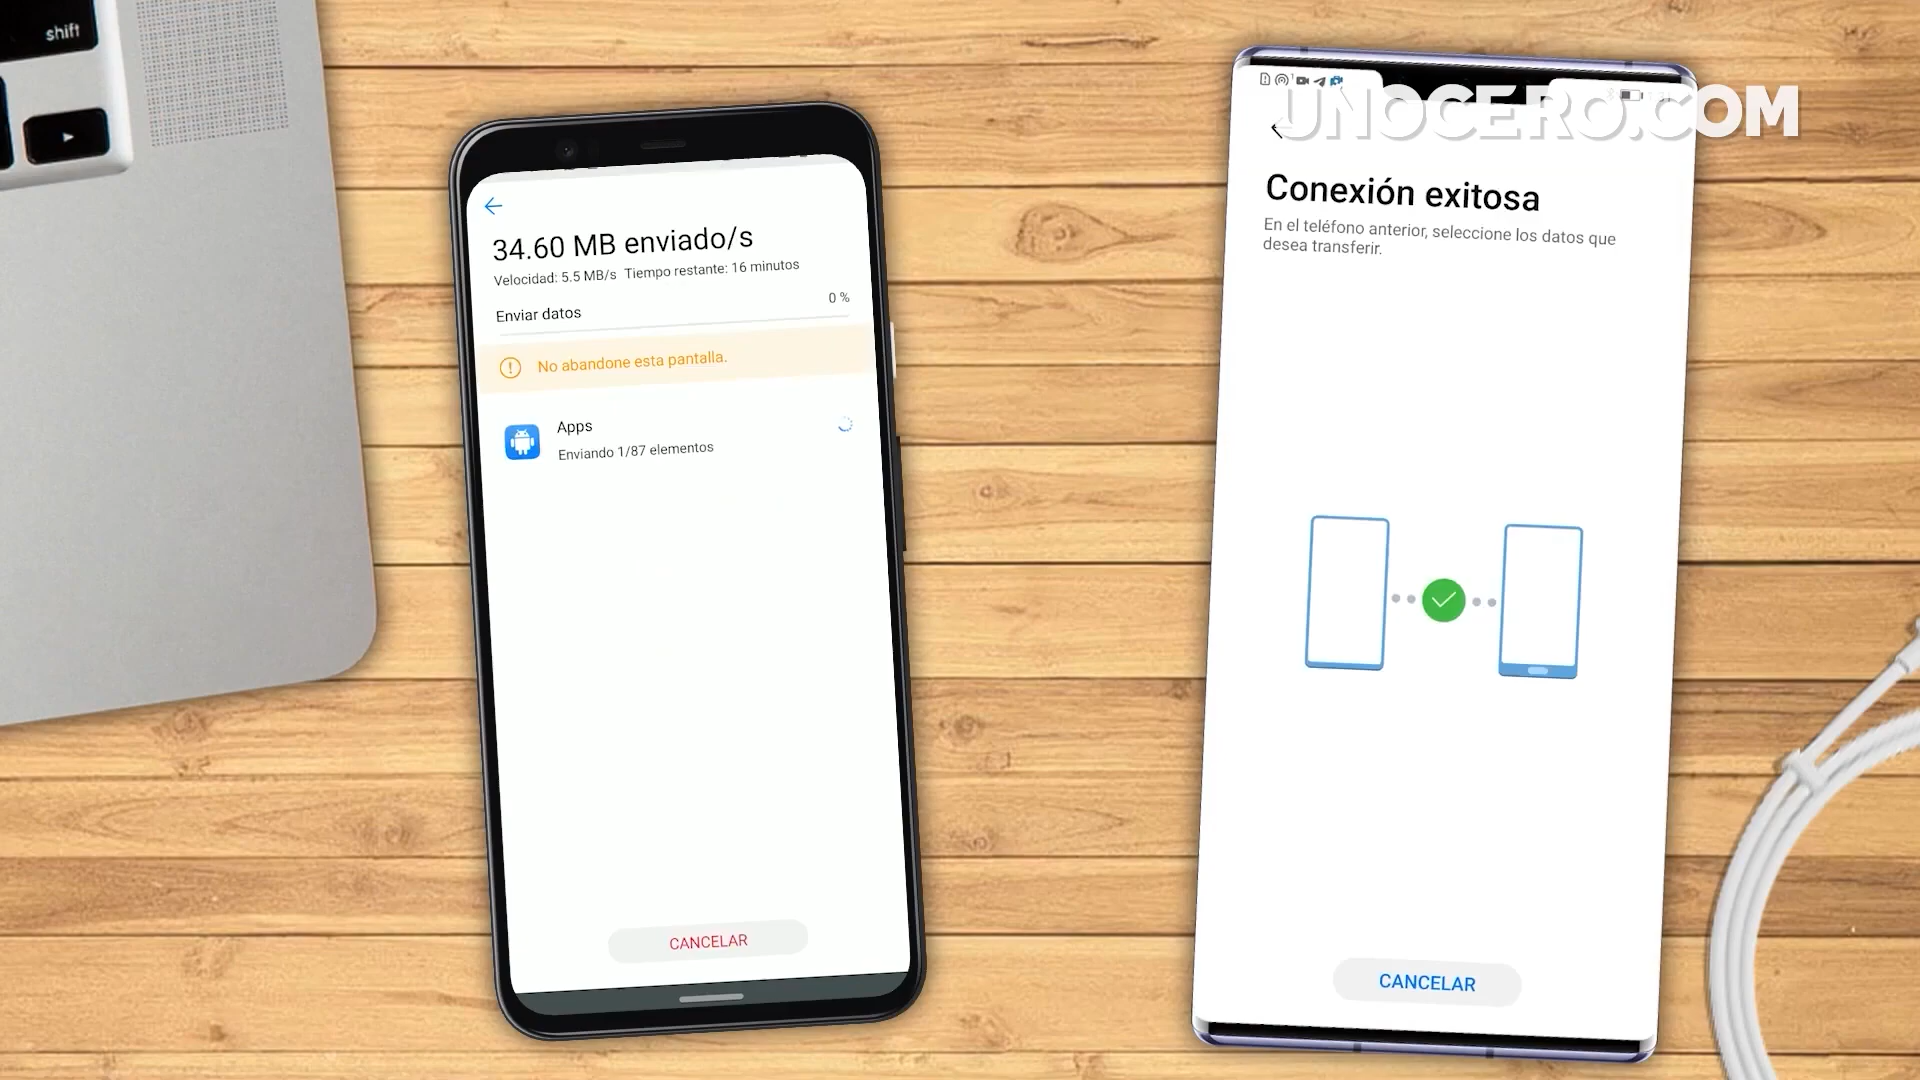 shift
UNOCERO.COM
34.60 MB enviado/s
Velocidad: 5.5 MB/s Tiempo restante: 16 minutos
Enviar datos
0 %
No abandone esta pantalla.
Apps
Enviando 1/87 elementos
CANCELAR
Conexión exitosa
En el teléfono anterior, seleccione los datos que
desea transferir.
CANCELAR